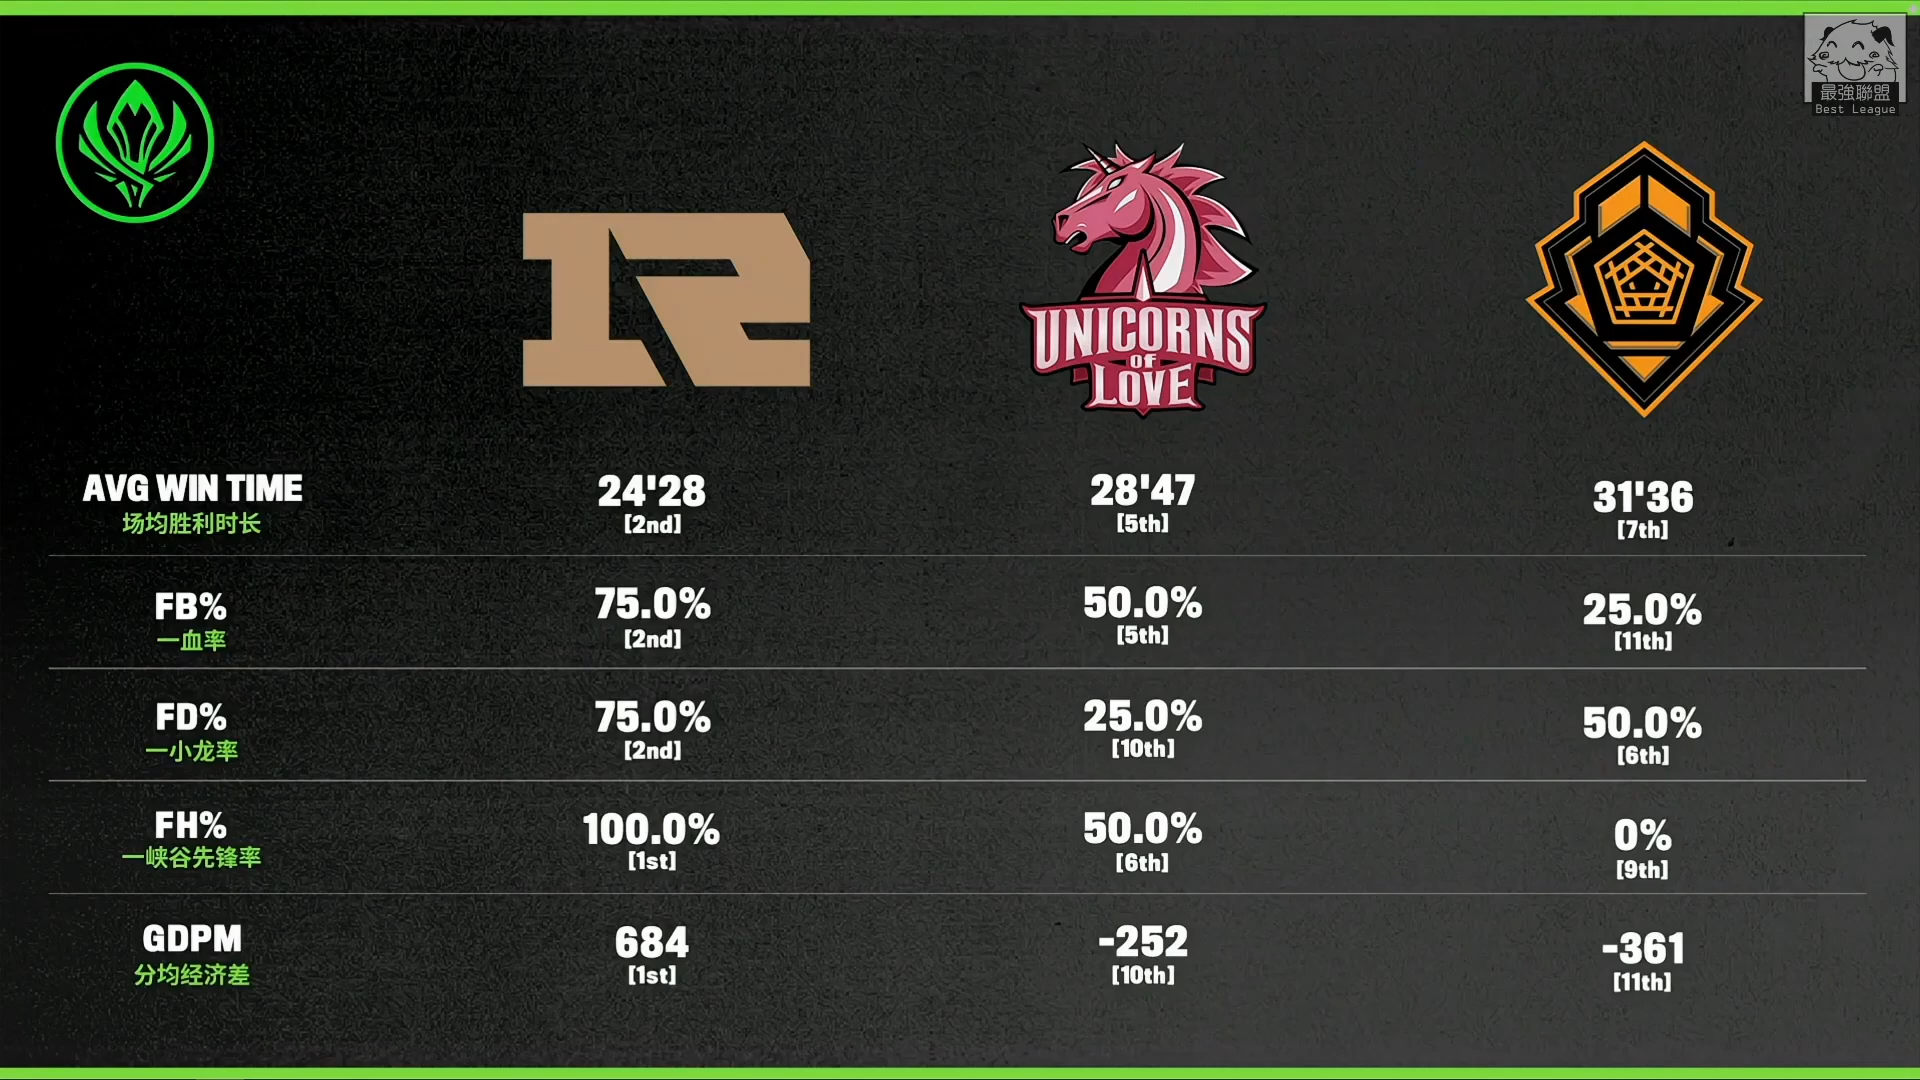 最強聯盟
Best League
UNICORNS
OF
LOVE
AVG WIN TIME
场均胜利时长
24'28
[2nd]
28'47
[5th]
31'36
[7th]
FB%
一血率
75.0%
[2nd]
50.0%
[5th]
25.0%
[11th]
FD%
一小龙率
75.0%
[2nd]
25.0%
[10th]
50.0%
[6th]
FH%
一峡谷先锋率
100.0%
[1st]
50.0%
[6th]
0%
[9th]
GDPM
分均经济差
684
[1st]
-252
[10th]
-361
[11th]